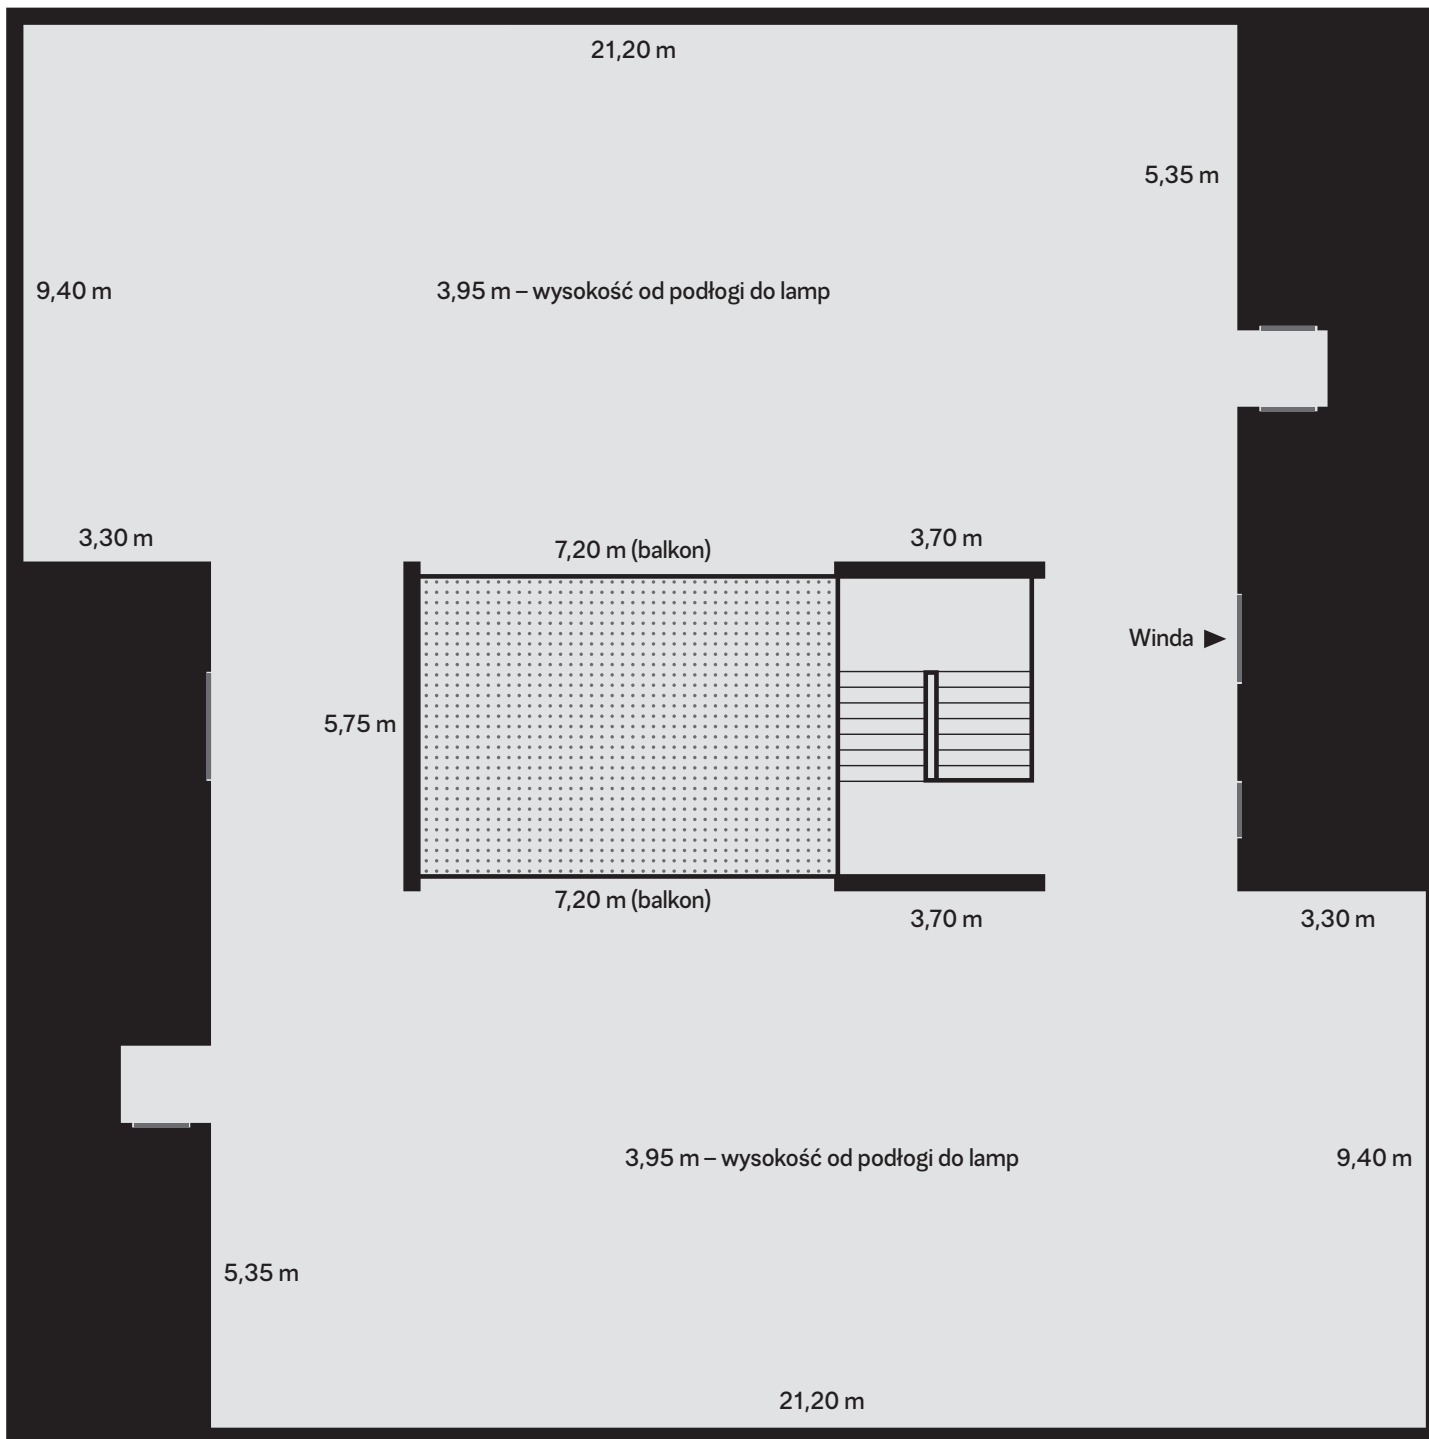 21,20 m
5,35 m
9,40 m
3,95 m – wysokość od podłogi do lamp
3,30 m
7,20 m (balkon)
3,70 m
Winda
5,75 m
7,20 m (balkon)
3,70 m
3,30 m
3,95 m – wysokość od podłogi do lamp
9,40 m
5,35 m
21,20 m